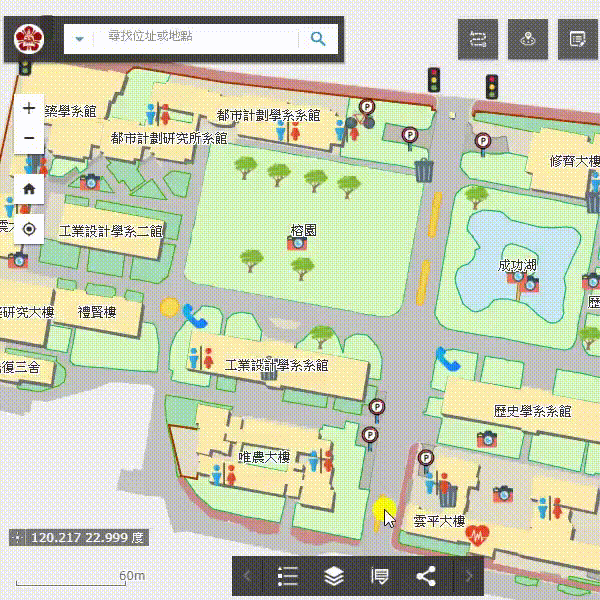 尋找位址或地點
築學系館
都市計劃學系系館
都市計劃研究所系館
修齊大樓
工業設計學系二館
榕園
成功湖
研究大樓
禮賢樓
復三舍
工業設計學系系館
歷史學系系館
唯農大樓
雲平大樓
120.217 22.999 度
60m